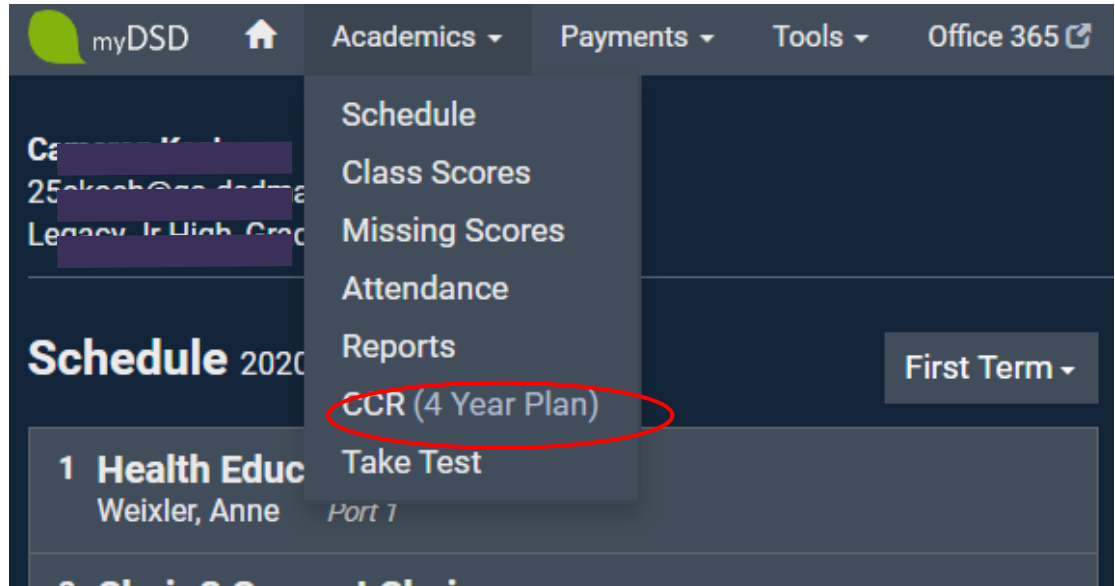 myDSD Academics Payments Tools Office 365
Schedule
Class Scores
Missing Scores
Attendance
Reports
CCR (4 Year Plan)
Take Test
Schedule 2020
First Term
1 Health Educ
Weixler, Anne Port 1